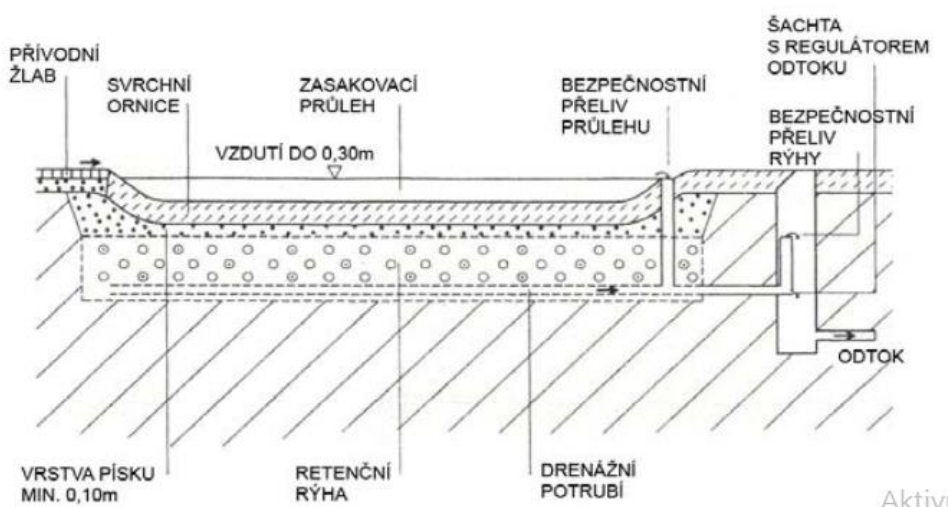 PŘÍVODNÍ
ŽLAB
SVRCHNÍ
ORNICE
ZASAKOVACÍ
PRŮLEH
BEZPEČNOSTNÍ
PŘELIV
PRŮLEHU
ŠACHTA
S REGULÁTOREM
ODTOKU
BEZPEČNOSTNÍ
PŘELIV
RÝHY
VZDUTÍ DO 0,30m
ODTOK
VRSTVA PÍSKU
MIN. 0,10m
RETENČNÍ
RÝHA
DRENÁŽNÍ
POTRUBÍ
Aktivu